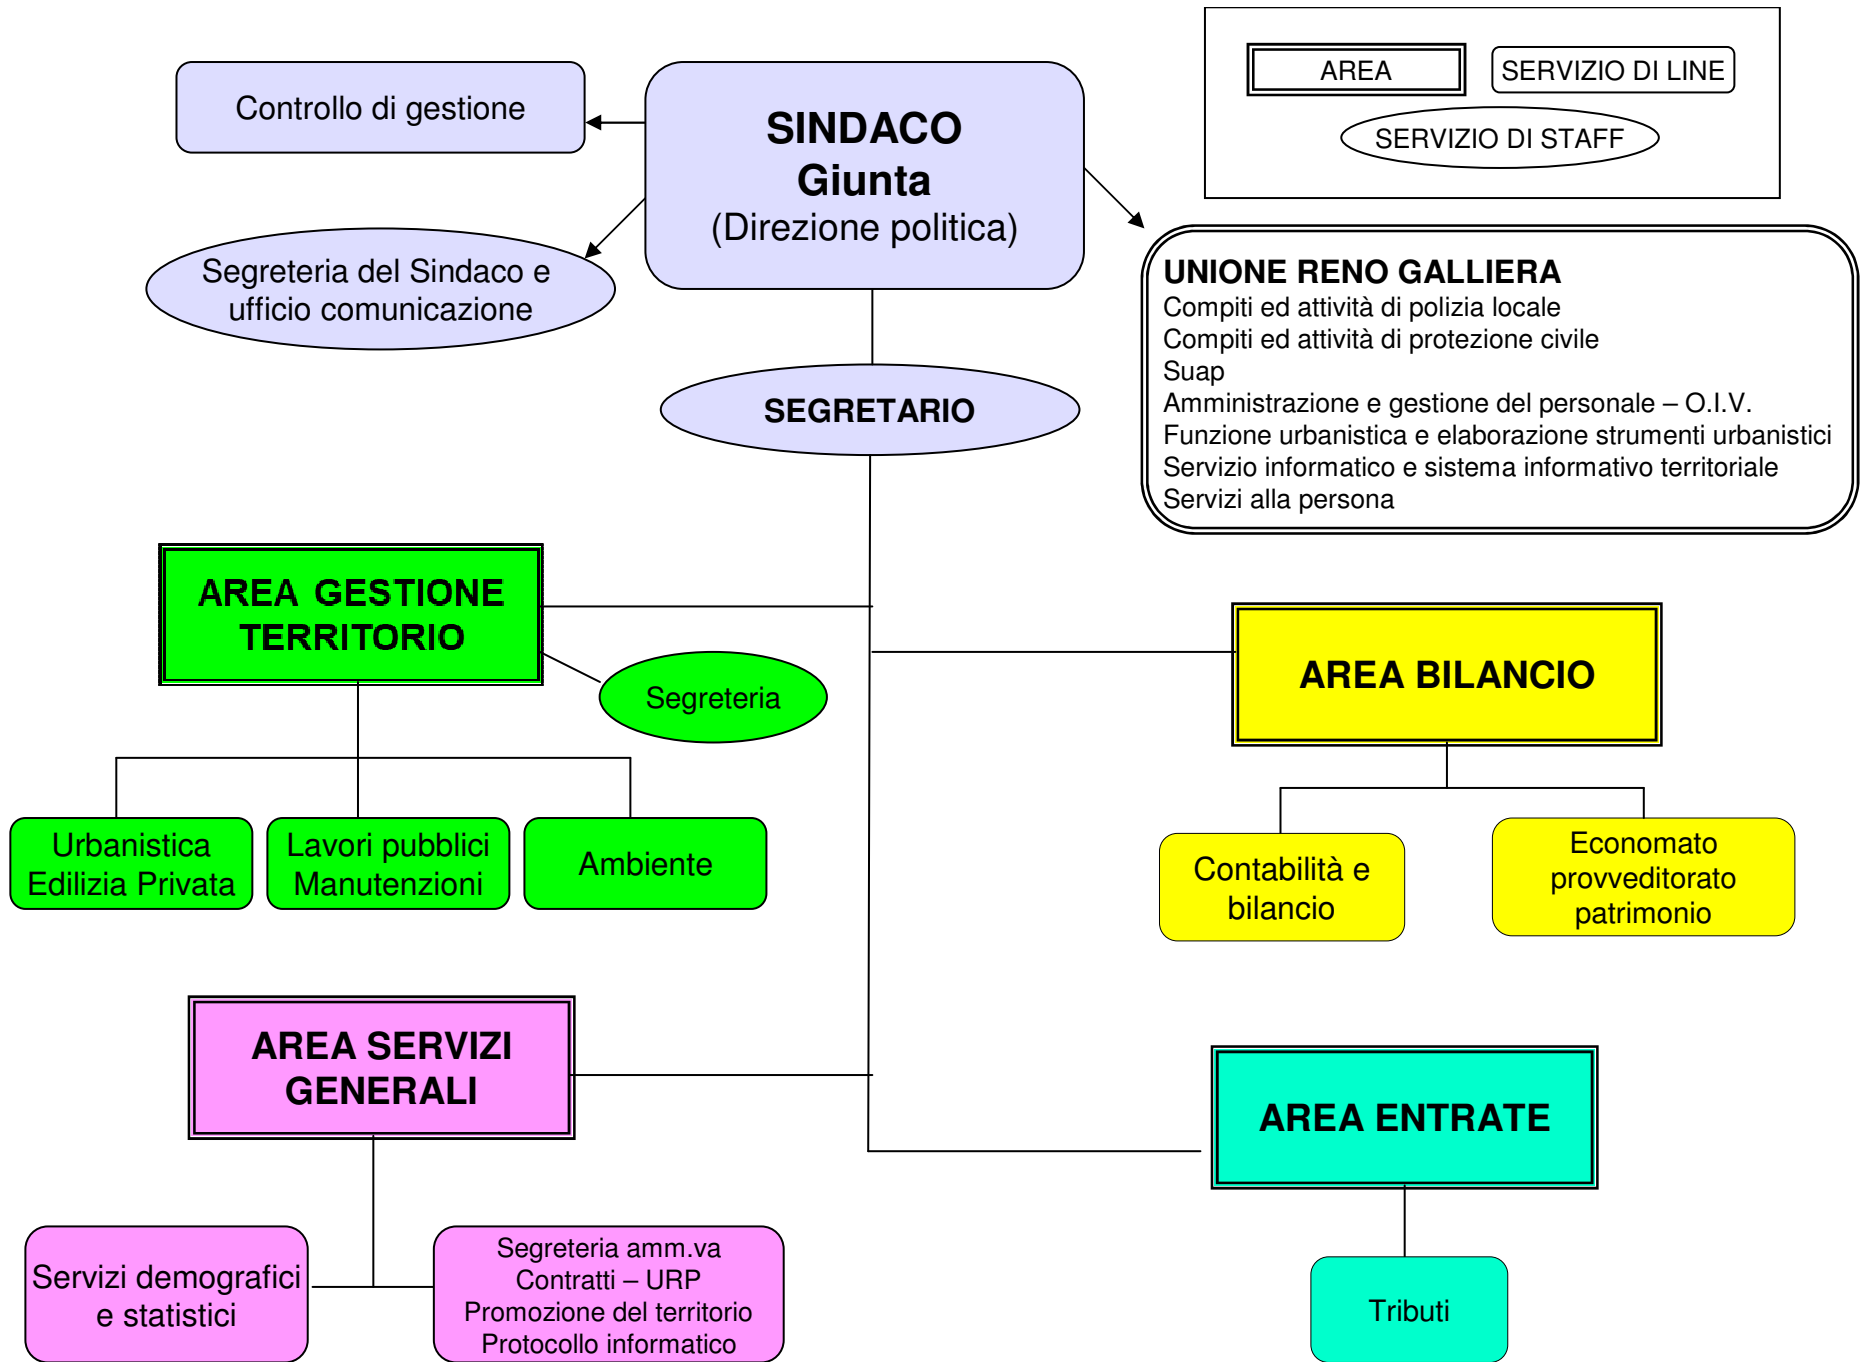 Controllo di gestione
SINDACO
Giunta
(Direzione politica)
AREA
SERVIZIO DI LINE
SERVIZIO DI STAFF
Segreteria del Sindaco e
ufficio comunicazione
UNIONE RENO GALLIERA
Compiti ed attività di polizia locale
Compiti ed attività di protezione civile
Suap
Amministrazione e gestione del personale – O.I.V.
Funzione urbanistica e elaborazione strumenti urbanistici
Servizio informatico e sistema informativo territoriale
Servizi alla persona
SEGRETARIO
AREA GESTIONE
TERRITORIO
Segreteria
AREA BILANCIO
Urbanistica
Edilizia Privata
Lavori pubblici
Manutenzioni
Ambiente
Contabilità e
bilancio
Economato
provveditorato
patrimonio
AREA SERVIZI
GENERALI
AREA ENTRATE
Servizi demografici
e statistici
Segreteria amm.va
Contratti – URP
Promozione del territorio
Protocollo informatico
Tributi